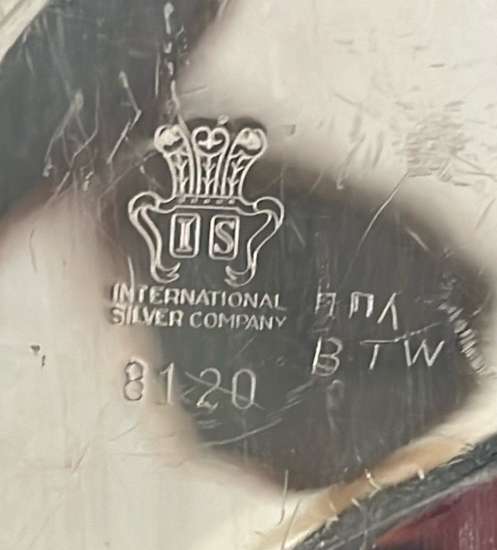 I S
INTERNATIONAL
SILVER COMPANY
BTW
8120